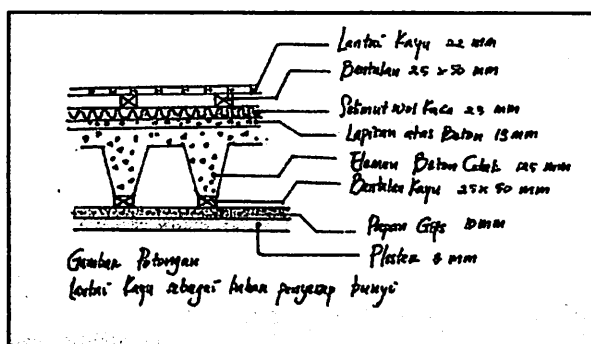 Lantai Kayu 22 mm
Bantalan 25 x 50 mm
Selimut Wol Kaca 25 mm
Lapisan atas Beton 13 mm
Elemen Beton Cetak 125 mm
Bantalan Kayu 25 x 50 mm
Papan Gips 10 mm
Plaster 8 mm
Gambar Potongan
Lantai Kayu sebagai bahan penyerap bunyi